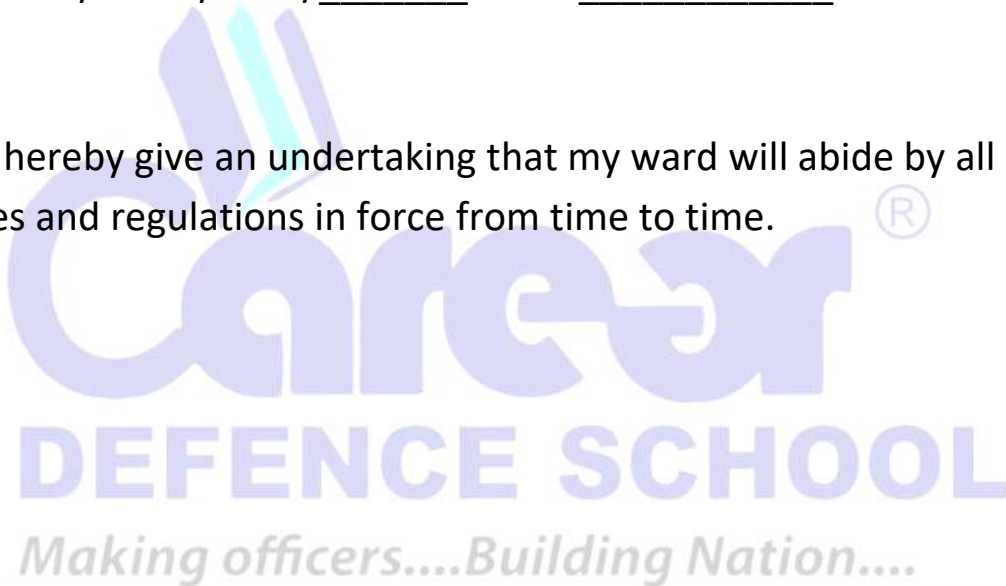 hereby give an undertaking that my ward will abide by all
es and regulations in force from time to time.
®
Career
DEFENCE SCHOOL
Making officers....Building Nation....